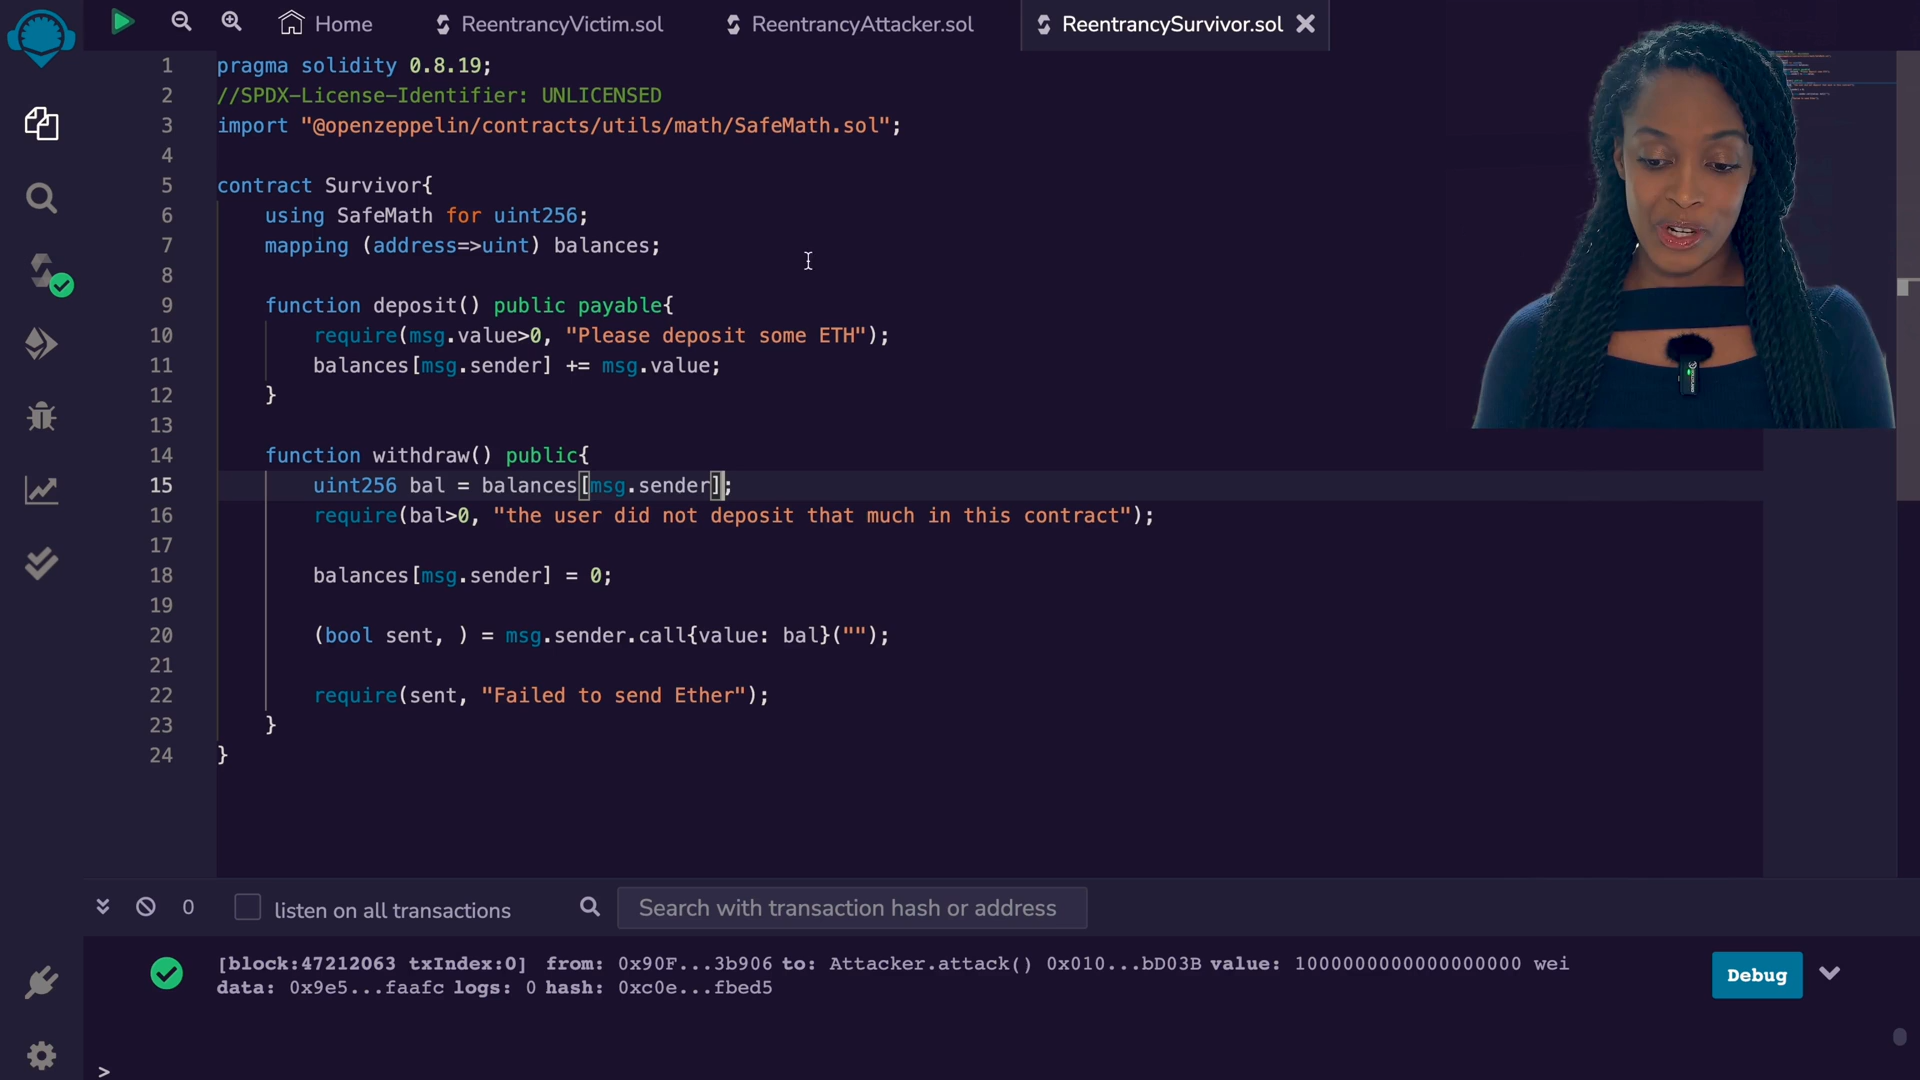 Home
ReentrancyVictim.sol
ReentrancyAttacker.sol
ReentrancySurvivor.sol
1 pragma solidity 0.8.19;
2 //SPDX-License-Identifier: UNLICENSED
3 import "@openzeppelin/contracts/utils/math/SafeMath.sol";
4
5 contract Survivor{
6 using SafeMath for uint256;
7 mapping (address=>uint) balances;
8
9 function deposit() public payable{
10 require(msg.value>0, "Please deposit some ETH");
11 balances[msg.sender] += msg.value;
12 }
13
14 function withdraw() public{
15 uint256 bal = balances[msg.sender];
16 require(bal>0, "the user did not deposit that much in this contract");
17
18 balances[msg.sender] = 0;
19
20 (bool sent, ) = msg.sender.call{value: bal}("");
21
22 require(sent, "Failed to send Ether");
23 }
24 }
0
listen on all transactions
Search with transaction hash or address
[block:47212063 txIndex:0] from: 0x90F...3b906 to: Attacker.attack() 0x010...bD03B value: 1000000000000000000 wei
data: 0x9e5...faafc logs: 0 hash: 0xc0e...fbed5
Debug
>